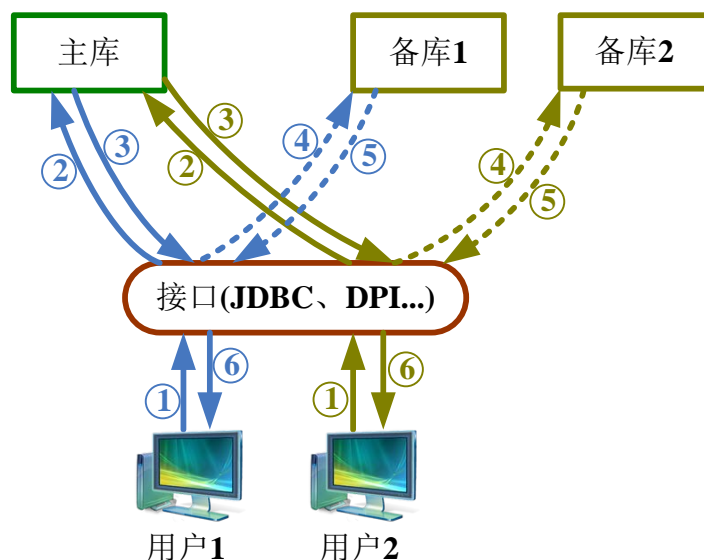 主库
备库1
备库2
③
③
④
②
②
⑤
④
⑤
接口(JDBC、DPI...)
①
⑥
①
⑥
用户1
用户2